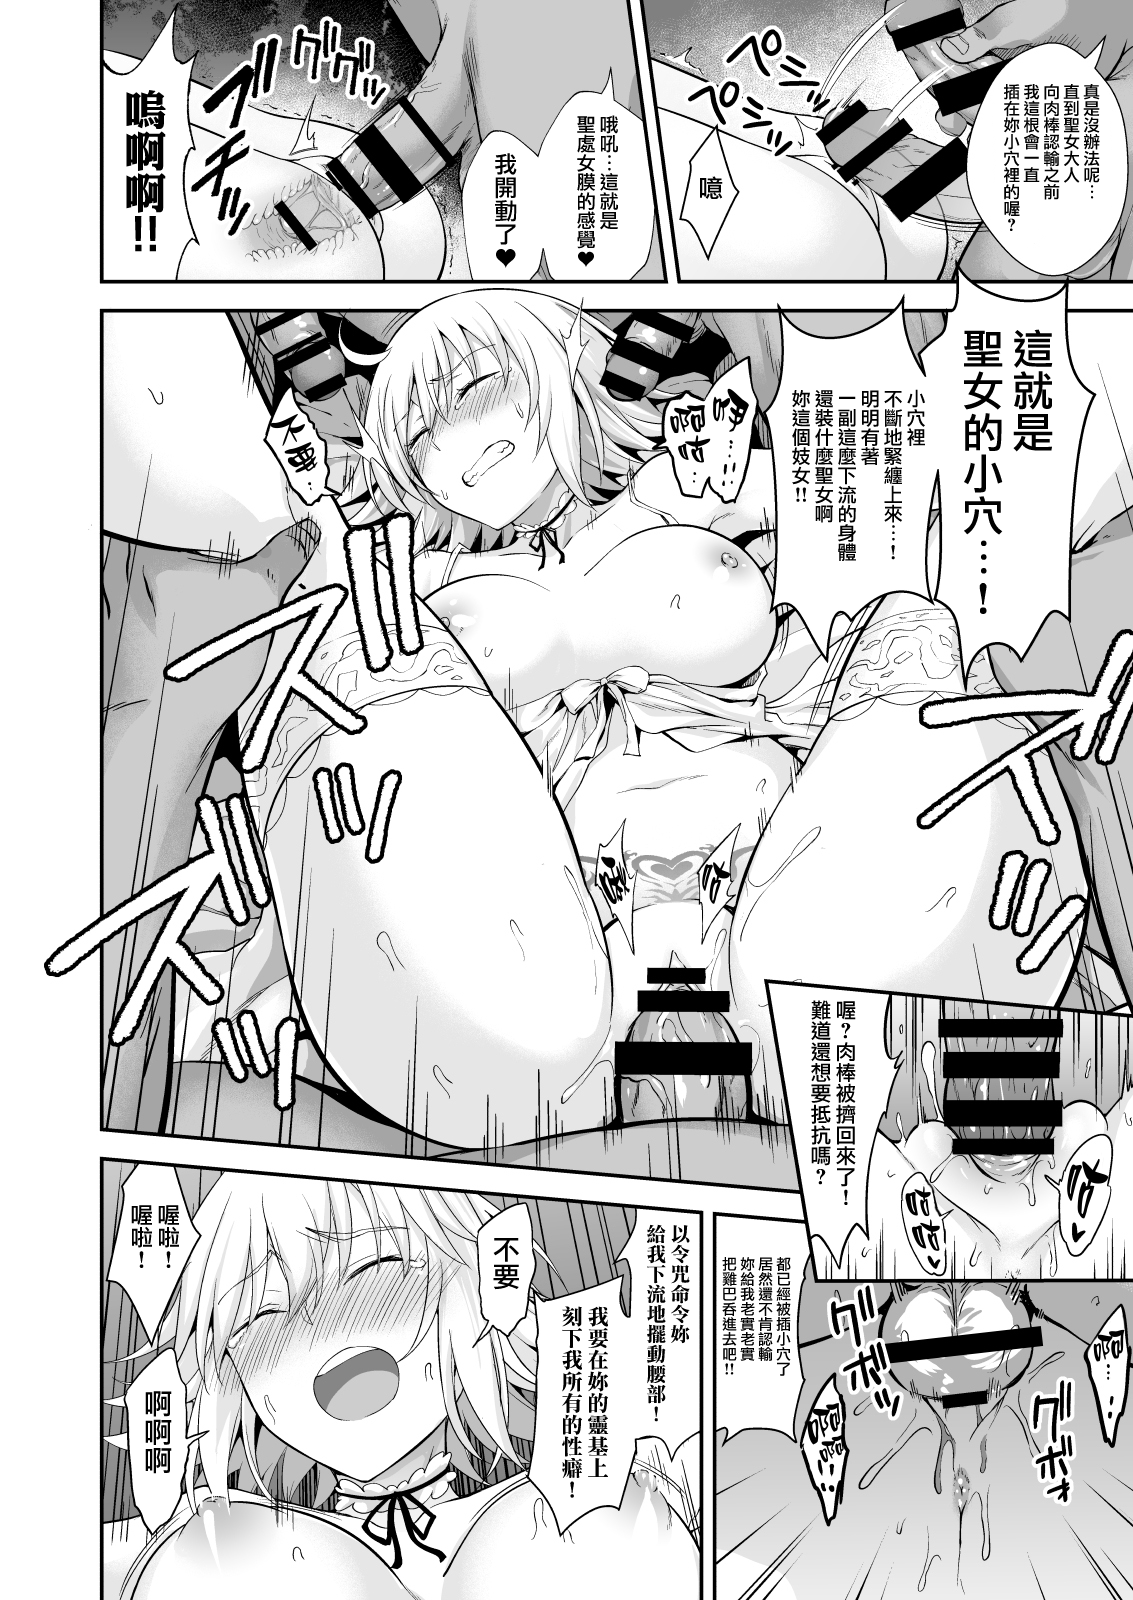 真是沒辦法呢…
直到聖女大人
向肉棒認輸之前
我這根會一直
插在妳小穴裡的喔?
ペシッ
ペシッ
噫
哦吼…這就是
聖處女膜的感覺♥
我開動了♥
グググッ
ブチチッ
嗚啊啊!!
這就是
聖女的小穴…!
小穴裡
不斷地緊纏上來…!
明明有著
一副這麼下流的身體
還裝什麼聖女啊
妳這個妓女!!
不要…
ズズズッ
喔?肉棒被擠回來了!
難道還想要抵抗嗎?
都已經被插小穴了
居然還不肯認輸
妳給我老實老實
把雞巴吞進去吧!!
グボグボッ
グボッ
以令咒命令妳
給我下流地擺動腰部!
我要在妳的靈基上
刻下我所有的性癖!
不要
喔啦!
喔啦!
啊啊啊